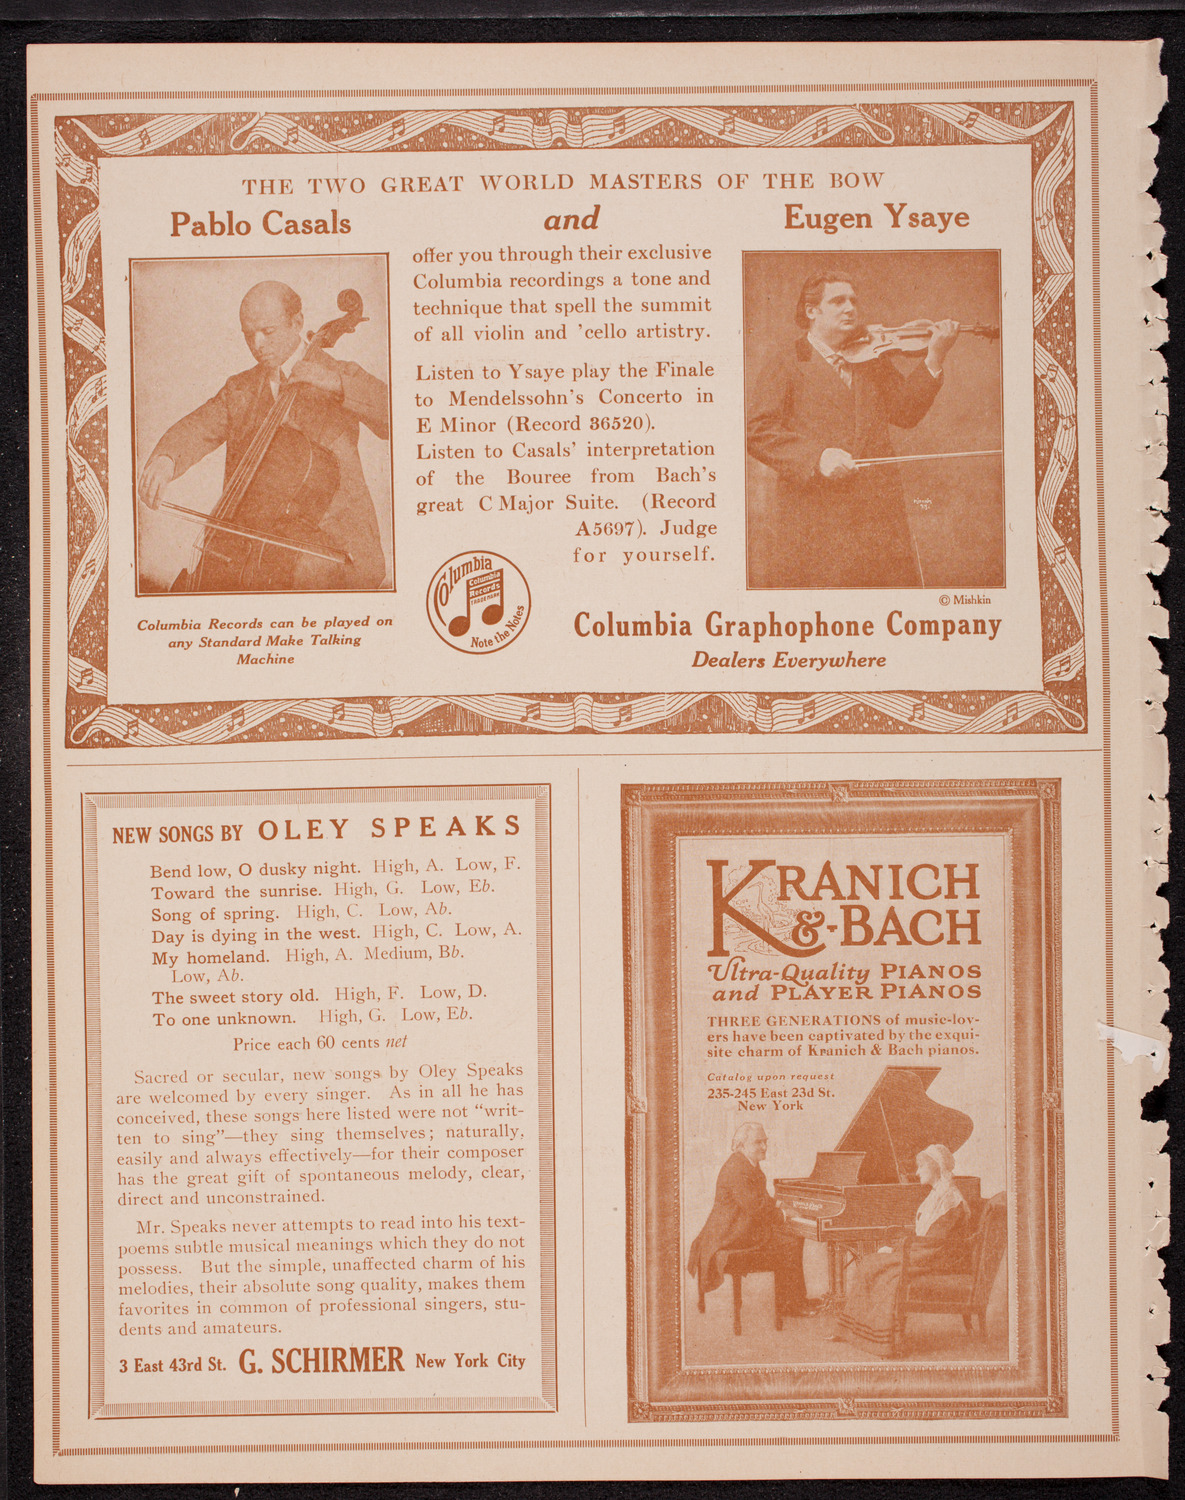 THE TWO GREAT WORLD MASTERS OF THE BOW
Pablo Casals and Eugen Ysaye
offer you through their exclusive
Columbia recordings a tone and
technique that spell the summit
of all violin and 'cello artistry.
Listen to Ysaye play the Finale
to Mendelssohn's Concerto in
E Minor (Record 36520).
Listen to Casals' interpretation
of the Bouree from Bach's
great C Major Suite. (Record
A5697). Judge
for yourself.
© Mishkin
Columbia Records can be played on
any Standard Make Talking
Machine
Columbia
Columbia
Records
TRADE MARK
Note the Notes
Columbia Graphophone Company
Dealers Everywhere
NEW SONGS BY OLEY SPEAKS
Bend low, O dusky night. High, A. Low, F.
Toward the sunrise. High, G. Low, Eb.
Song of spring. High, C. Low, Ab.
Day is dying in the west. High, C. Low, A.
My homeland. High, A. Medium, Bb.
Low, Ab.
The sweet story old. High, F. Low, D.
To one unknown. High, G. Low, Eb.
Price each 60 cents net
Sacred or secular, new songs by Oley Speaks
are welcomed by every singer. As in all he has
conceived, these songs here listed were not "writ-
ten to sing"—they sing themselves; naturally,
easily and always effectively—for their composer
has the great gift of spontaneous melody, clear,
direct and unconstrained.
Mr. Speaks never attempts to read into his text-
poems subtle musical meanings which they do not
possess. But the simple, unaffected charm of his
melodies, their absolute song quality, makes them
favorites in common of professional singers, stu-
dents and amateurs.
3 East 43rd St. G. SCHIRMER New York City
KRANICH
&-BACH
Ultra-Quality PIANOS
and PLAYER PIANOS
THREE GENERATIONS of music-lov-
ers have been captivated by the exqui-
site charm of Kranich & Bach pianos.
Catalog upon request
235-245 East 23d St.
New York